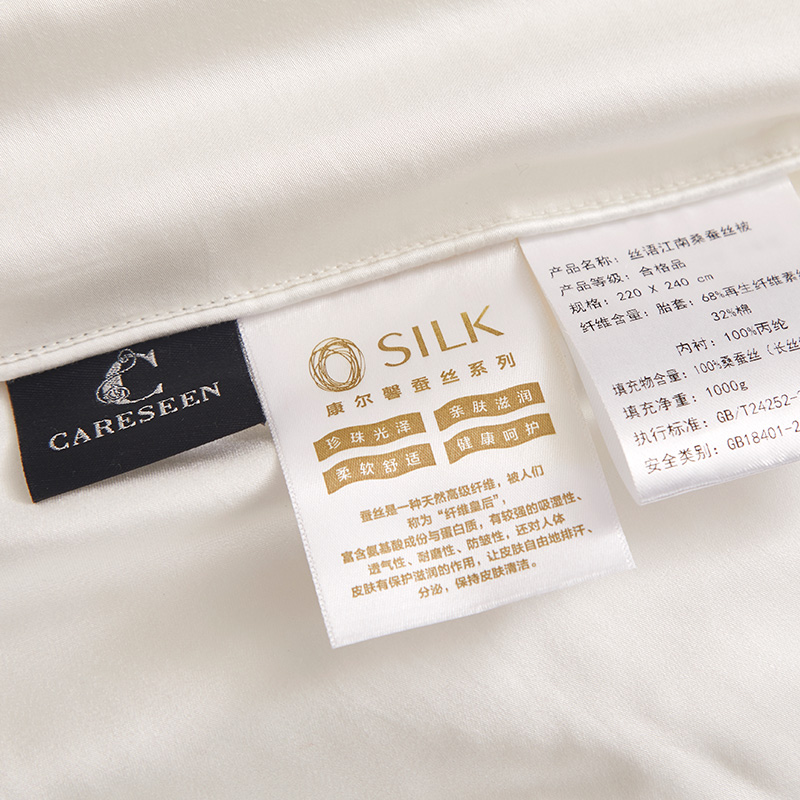 CARESEEN
SILK
康尔馨蚕丝系列
珍珠光泽 亲肤滋润
柔软舒适 健康呵护
蚕丝是一种天然高级纤维，被人们
称为“纤维皇后”，
富含氨基酸成份与蛋白质，有较强的吸湿性、
透气性、耐磨性、防皱性，还对人体
皮肤有保护滋润的作用，让皮肤自由地排汗、
分泌，保持皮肤清洁。
产品名称：丝语江南桑蚕丝被
产品等级：合格品
规格：220 X 240 cm
纤维含量：胎套：68%再生纤维素
32%棉
内衬：100%丙纶
填充物含量：100%桑蚕丝（长丝
填充净重：1000g
执行标准：GB/T24252-
安全类别：GB18401-2